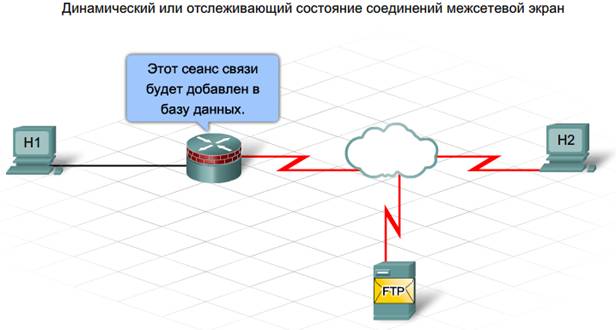 Динамический или отслеживающий состояние соединений межсетевой экран
Этот сеанс связи
будет добавлен в
базу данных.
H1
H2
FTP